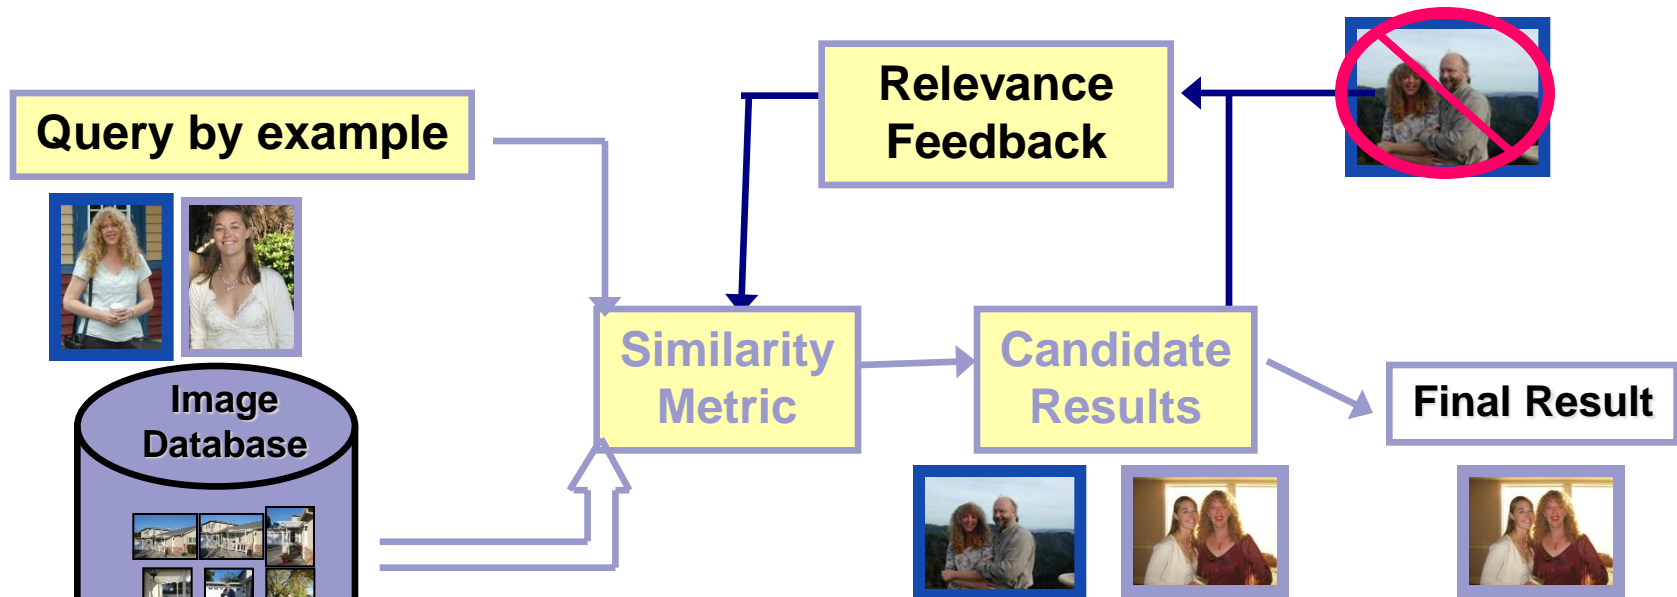 Relevance
Feedback
Query by example
Similarity
Metric
Candidate
Results
Final Result
Image
Database